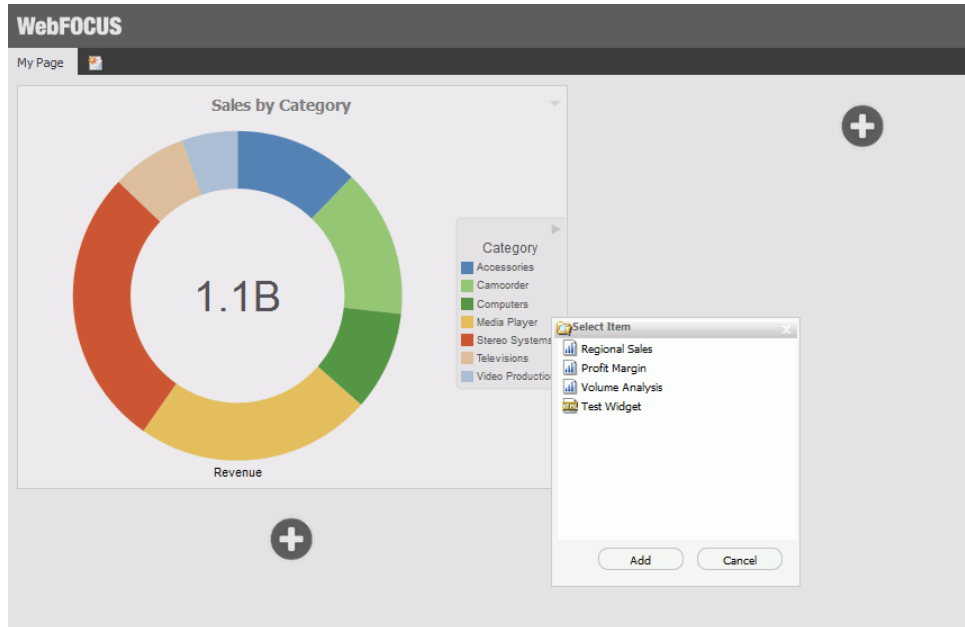 WebFOCUS
My Page
Sales by Category
1.1B
Revenue
Category
Accessories
Camcorder
Computers
Media Player
Stereo Systems
Televisions
Video Productio
Select Item
Regional Sales
Profit Margin
Volume Analysis
Test Widget
Add
Cancel